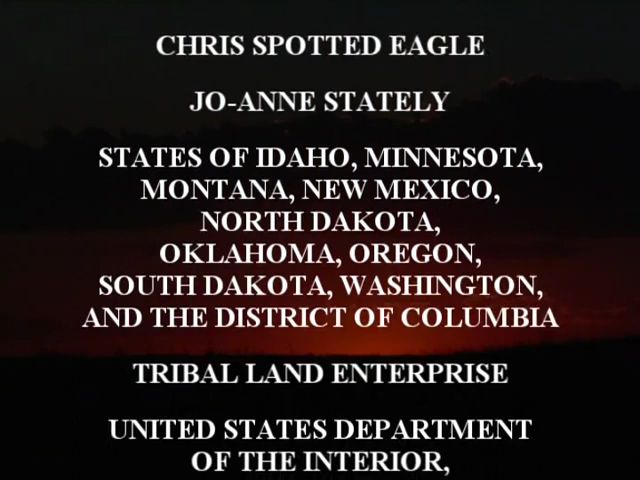 CHRIS SPOTTED EAGLE
JO-ANNE STATELY
STATES OF IDAHO, MINNESOTA,
MONTANA, NEW MEXICO,
NORTH DAKOTA,
OKLAHOMA, OREGON,
SOUTH DAKOTA, WASHINGTON,
AND THE DISTRICT OF COLUMBIA
TRIBAL LAND ENTERPRISE
UNITED STATES DEPARTMENT
OF THE INTERIOR,